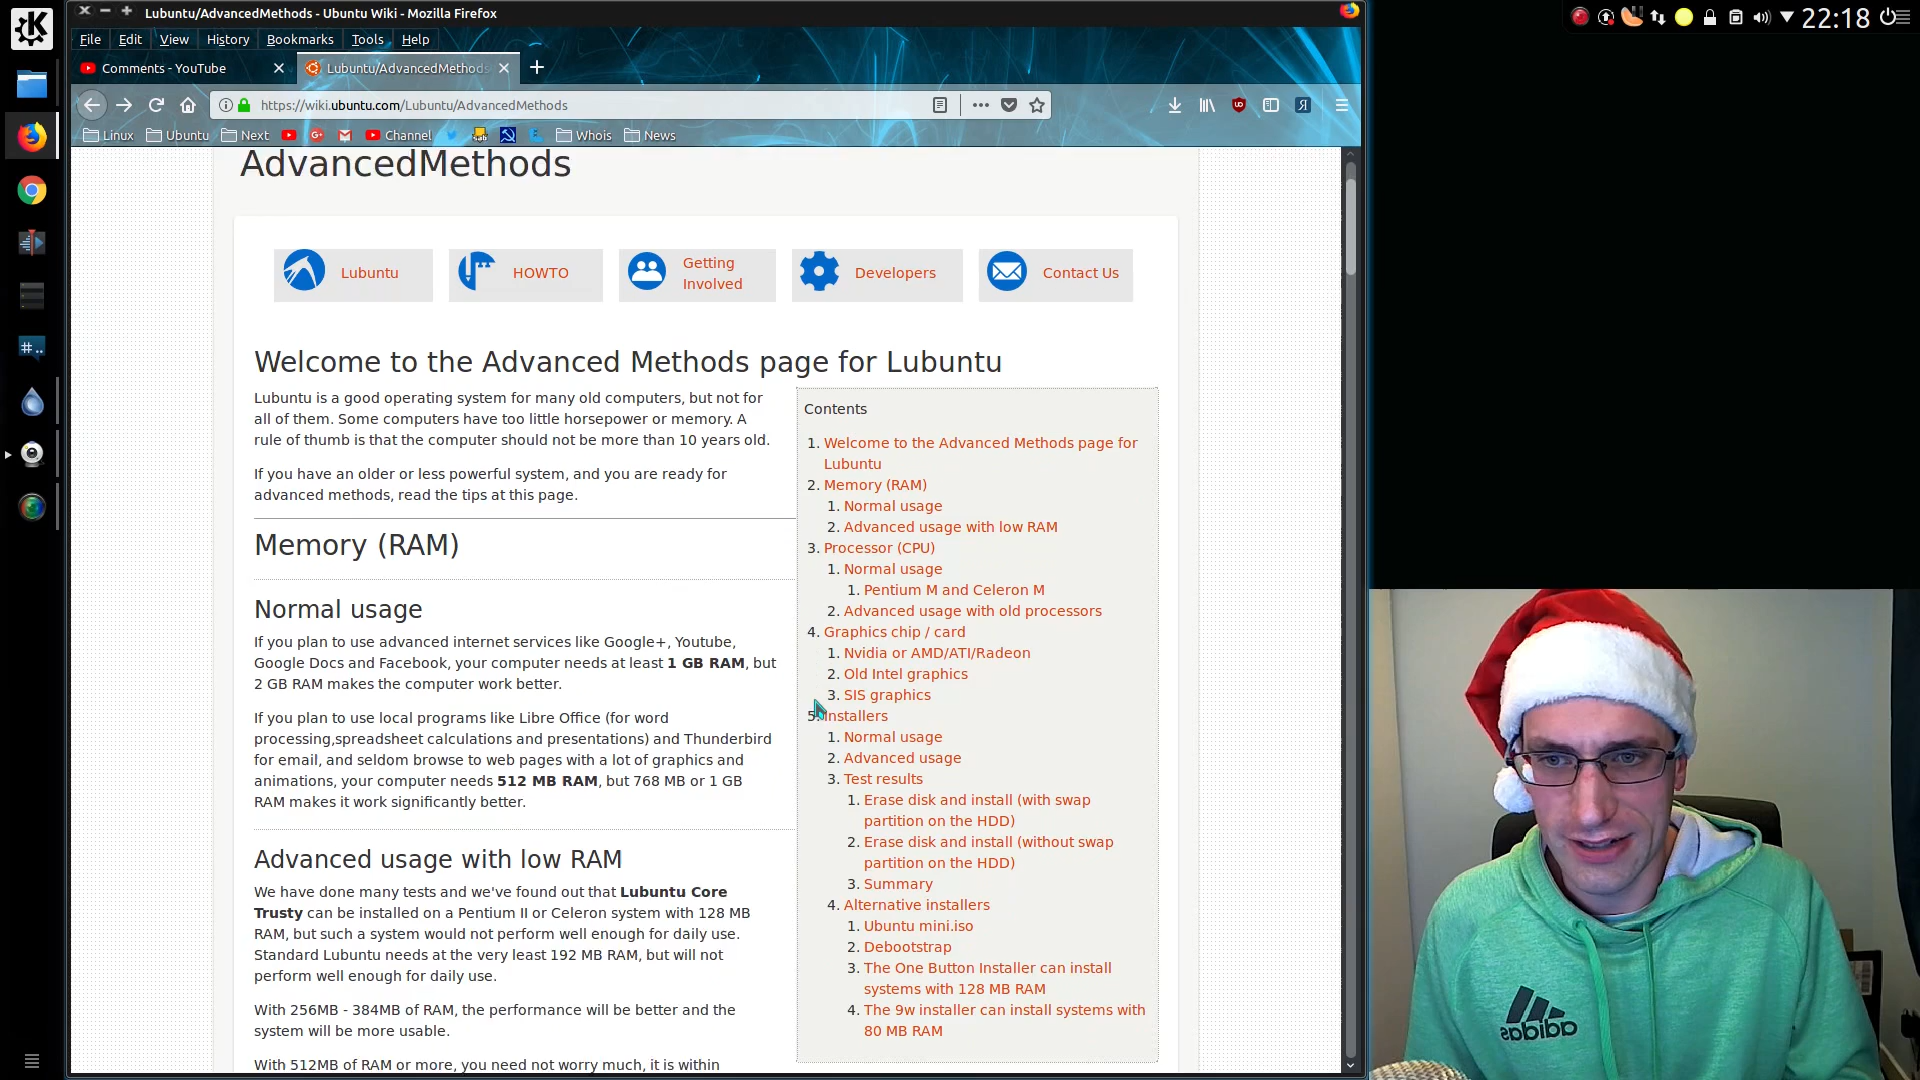 Lubuntu/AdvancedMethods - Ubuntu Wiki - Mozilla Firefox
22:18
File Edit View History Bookmarks Tools Help
Comments - YouTube
Lubuntu/AdvancedMethods
https://wiki.ubuntu.com/Lubuntu/AdvancedMethods
Linux Ubuntu Next Channel Whois News
AdvancedMethods
Lubuntu
HOWTO
Getting
Involved
Developers
Contact Us
Welcome to the Advanced Methods page for Lubuntu
Lubuntu is a good operating system for many old computers, but not for
all of them. Some computers have too little horsepower or memory. A
rule of thumb is that the computer should not be more than 10 years old.
If you have an older or less powerful system, and you are ready for
advanced methods, read the tips at this page.
Memory (RAM)
Normal usage
If you plan to use advanced internet services like Google+, Youtube,
Google Docs and Facebook, your computer needs at least 1 GB RAM, but
2 GB RAM makes the computer work better.
If you plan to use local programs like Libre Office (for word
processing,spreadsheet calculations and presentations) and Thunderbird
for email, and seldom browse to web pages with a lot of graphics and
animations, your computer needs 512 MB RAM, but 768 MB or 1 GB
RAM makes it work significantly better.
Advanced usage with low RAM
We have done many tests and we've found out that Lubuntu Core
Trusty can be installed on a Pentium II or Celeron system with 128 MB
RAM, but such a system would not perform well enough for daily use.
Standard Lubuntu needs at the very least 192 MB RAM, but will not
perform well enough for daily use.
With 256MB - 384MB of RAM, the performance will be better and the
system will be more usable.
With 512MB of RAM or more, you need not worry much, it is within
Contents
1. Welcome to the Advanced Methods page for
Lubuntu
2. Memory (RAM)
1. Normal usage
2. Advanced usage with low RAM
3. Processor (CPU)
1. Normal usage
1. Pentium M and Celeron M
2. Advanced usage with old processors
4. Graphics chip / card
1. Nvidia or AMD/ATI/Radeon
2. Old Intel graphics
3. SIS graphics
5. Installers
1. Normal usage
2. Advanced usage
3. Test results
1. Erase disk and install (with swap
partition on the HDD)
2. Erase disk and install (without swap
partition on the HDD)
3. Summary
4. Alternative installers
1. Ubuntu mini.iso
2. Debootstrap
3. The One Button Installer can install
systems with 128 MB RAM
4. The 9w installer can install systems with
80 MB RAM
adidas